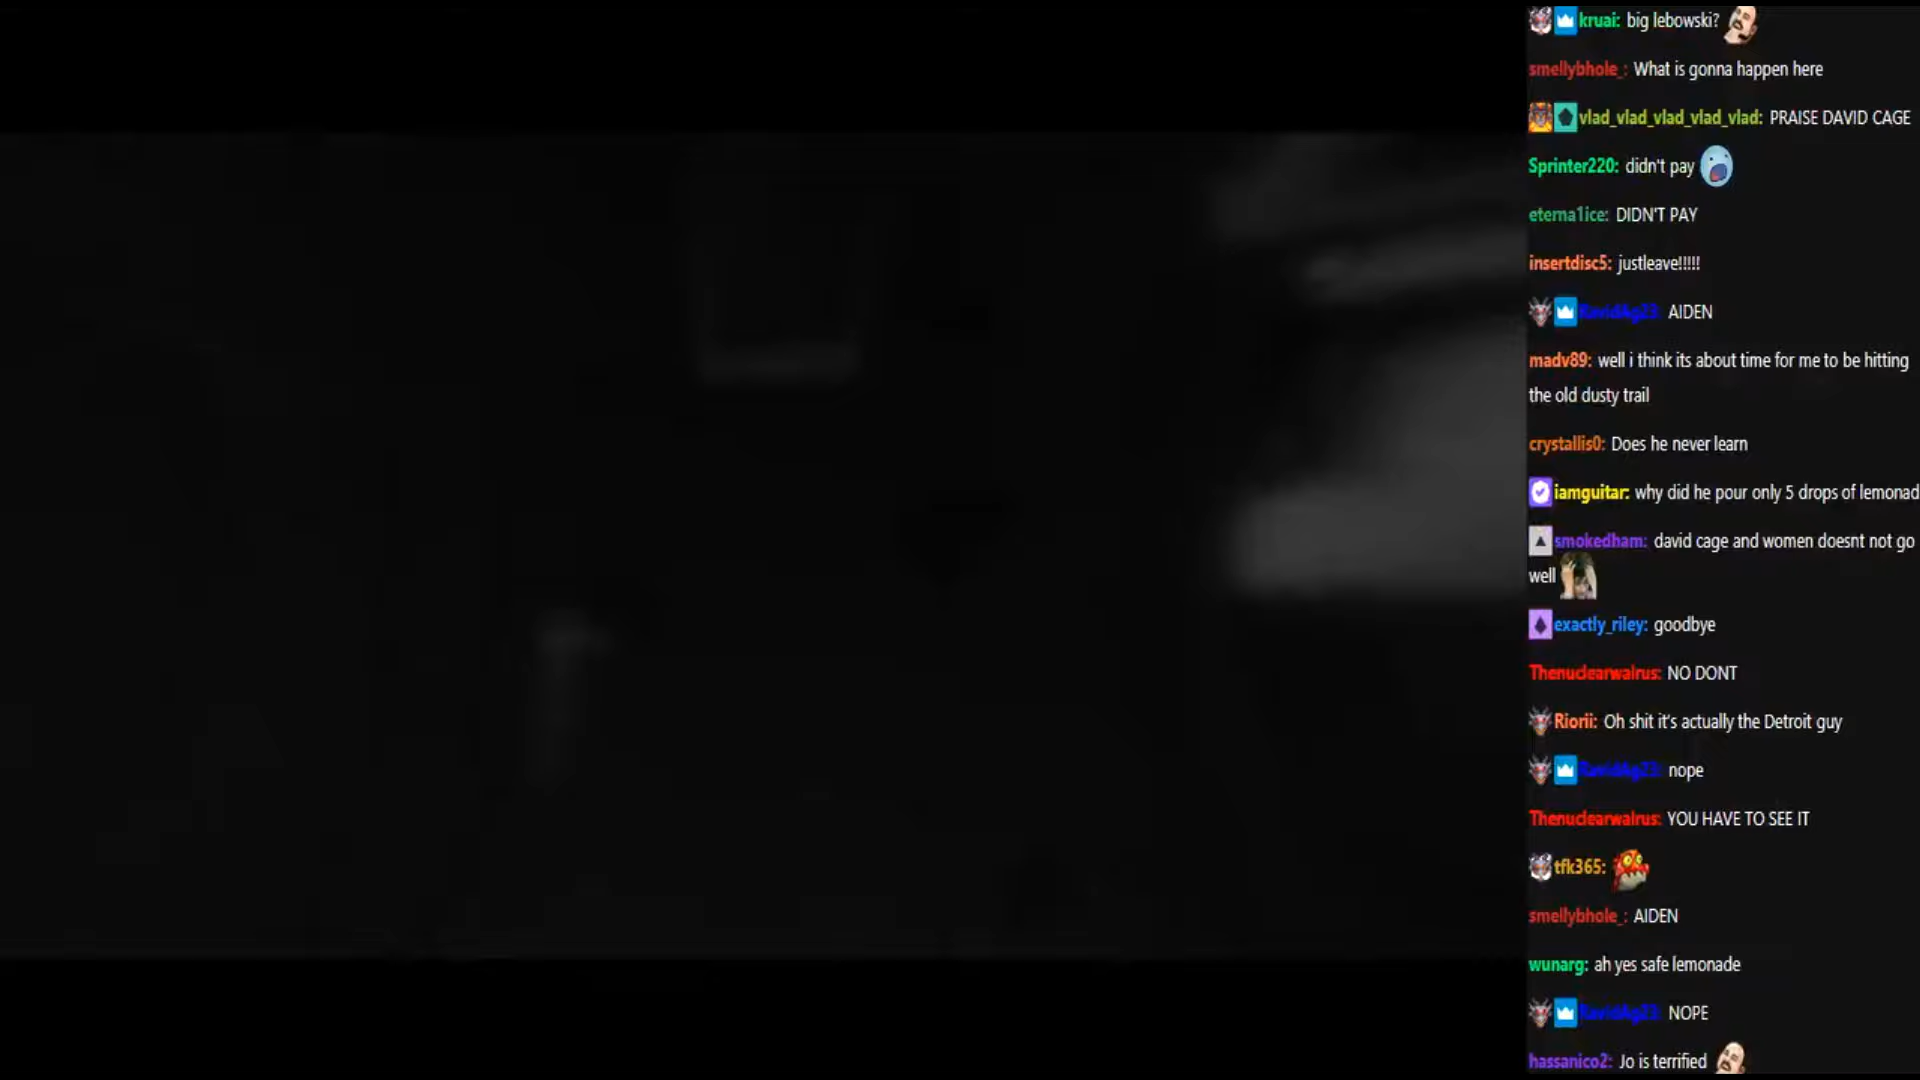 kruai: big lebowski?
smellybhole_: What is gonna happen here
vlad_vlad_vlad_vlad_vlad: PRAISE DAVID CAGE
Sprinter220: didn't pay
eterna1ice: DIDN'T PAY
insertdisc5: justleave!!!!!
RavidAg23: AIDEN
madv89: well i think its about time for me to be hitting
the old dusty trail
crystallis0: Does he never learn
iamguitar: why did he pour only 5 drops of lemonad
smokedham: david cage and women doesnt not go
well
exactly_riley: goodbye
Thenuclearwalrus: NO DONT
Riorii: Oh shit it's actually the Detroit guy
RavidAg23: nope
Thenuclearwalrus: YOU HAVE TO SEE IT
tfk365:
smellybhole_: AIDEN
wunarg: ah yes safe lemonade
RavidAg23: NOPE
hassanico2: Jo is terrified